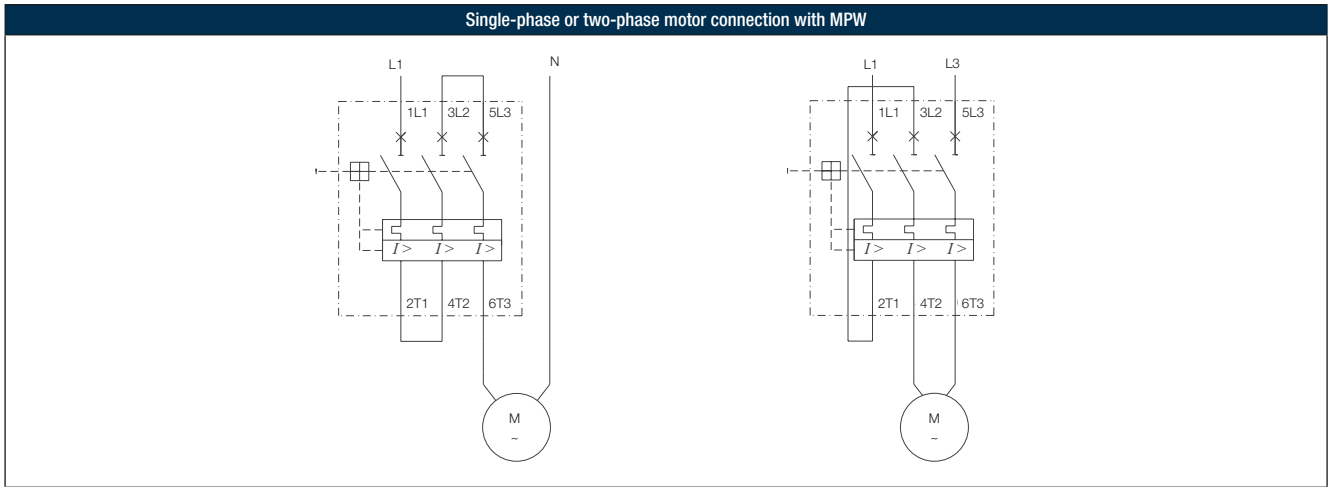 Single-phase or two-phase motor connection with MPW
L1 N
1L1 3L2 5L3
I > I > I >
2T1 4T2 6T3
M
~
L1 L3
1L1 3L2 5L3
I > I > I >
2T1 4T2 6T3
M
~